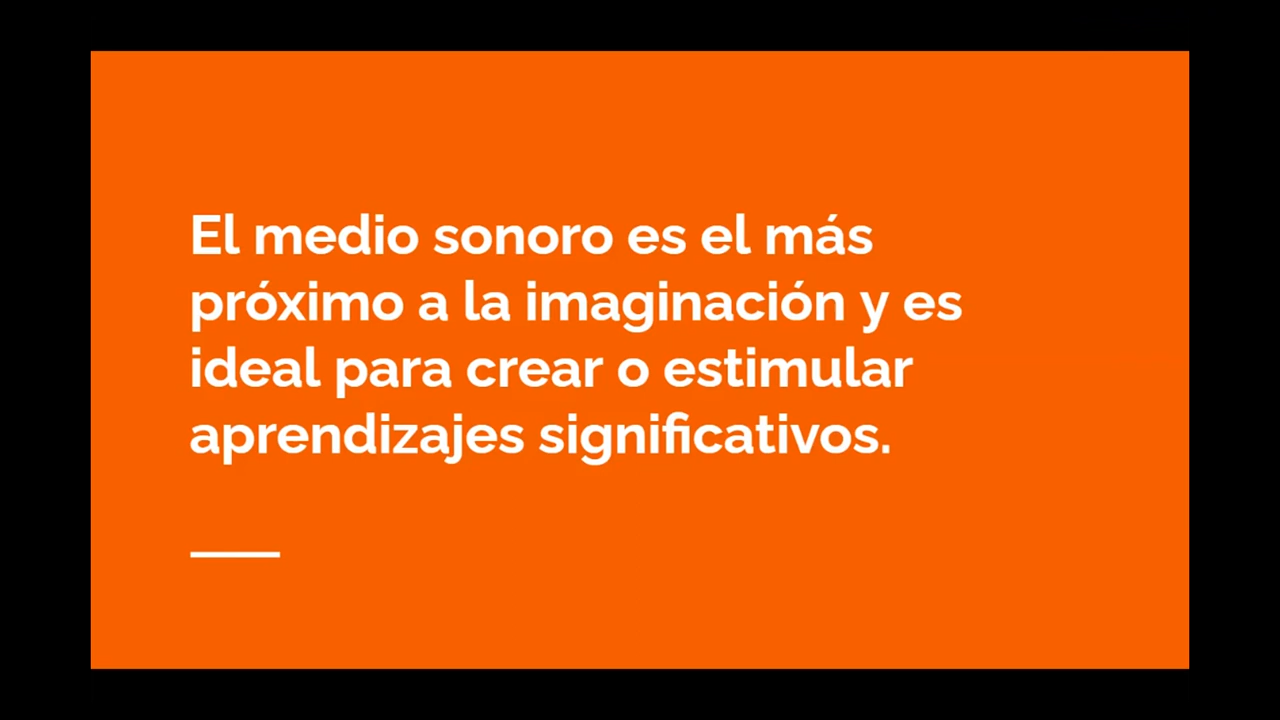 El medio sonoro es el más
próximo a la imaginación y es
ideal para crear o estimular
aprendizajes significativos.